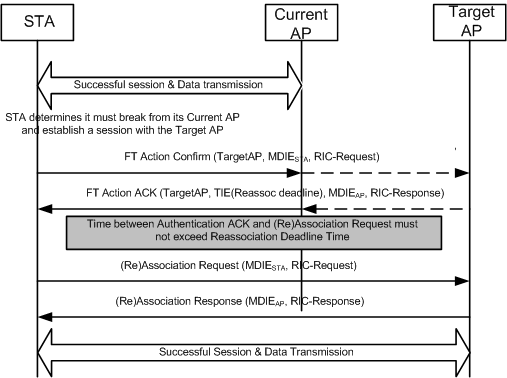 STA
Current
AP
Target
AP
Successful session & Data transmission
STA determines it must break from its Current AP
and establish a session with the Target AP
FT Action Confirm (TargetAP, MDIESTA, RIC-Request)
FT Action ACK (TargetAP, TIE(Reassoc deadline), MDIEAP, RIC-Response)
Time between Authentication ACK and (Re)Association Request must
not exceed Reassociation Deadline Time
(Re)Association Request (MDIESTA, RIC-Request)
(Re)Association Response (MDIEAP, RIC-Response)
Successful Session & Data Transmission